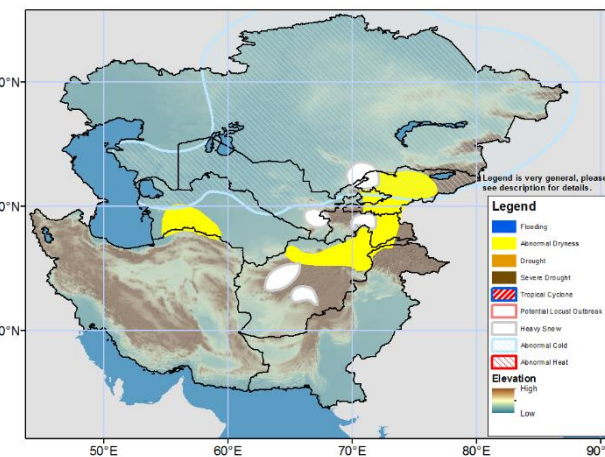 0°N
Legend is very general, please
see description for details.
0°N
Legend
Flooding
Abnormal Dryness
Drought
Severe Drought
Tropical Cyclone
Potential Locust Outbreak
Heavy Snow
Abnormal Cold
Abnormal Heat
Elevation
High
Low
0°N
50°E 60°E 70°E 80°E 90°